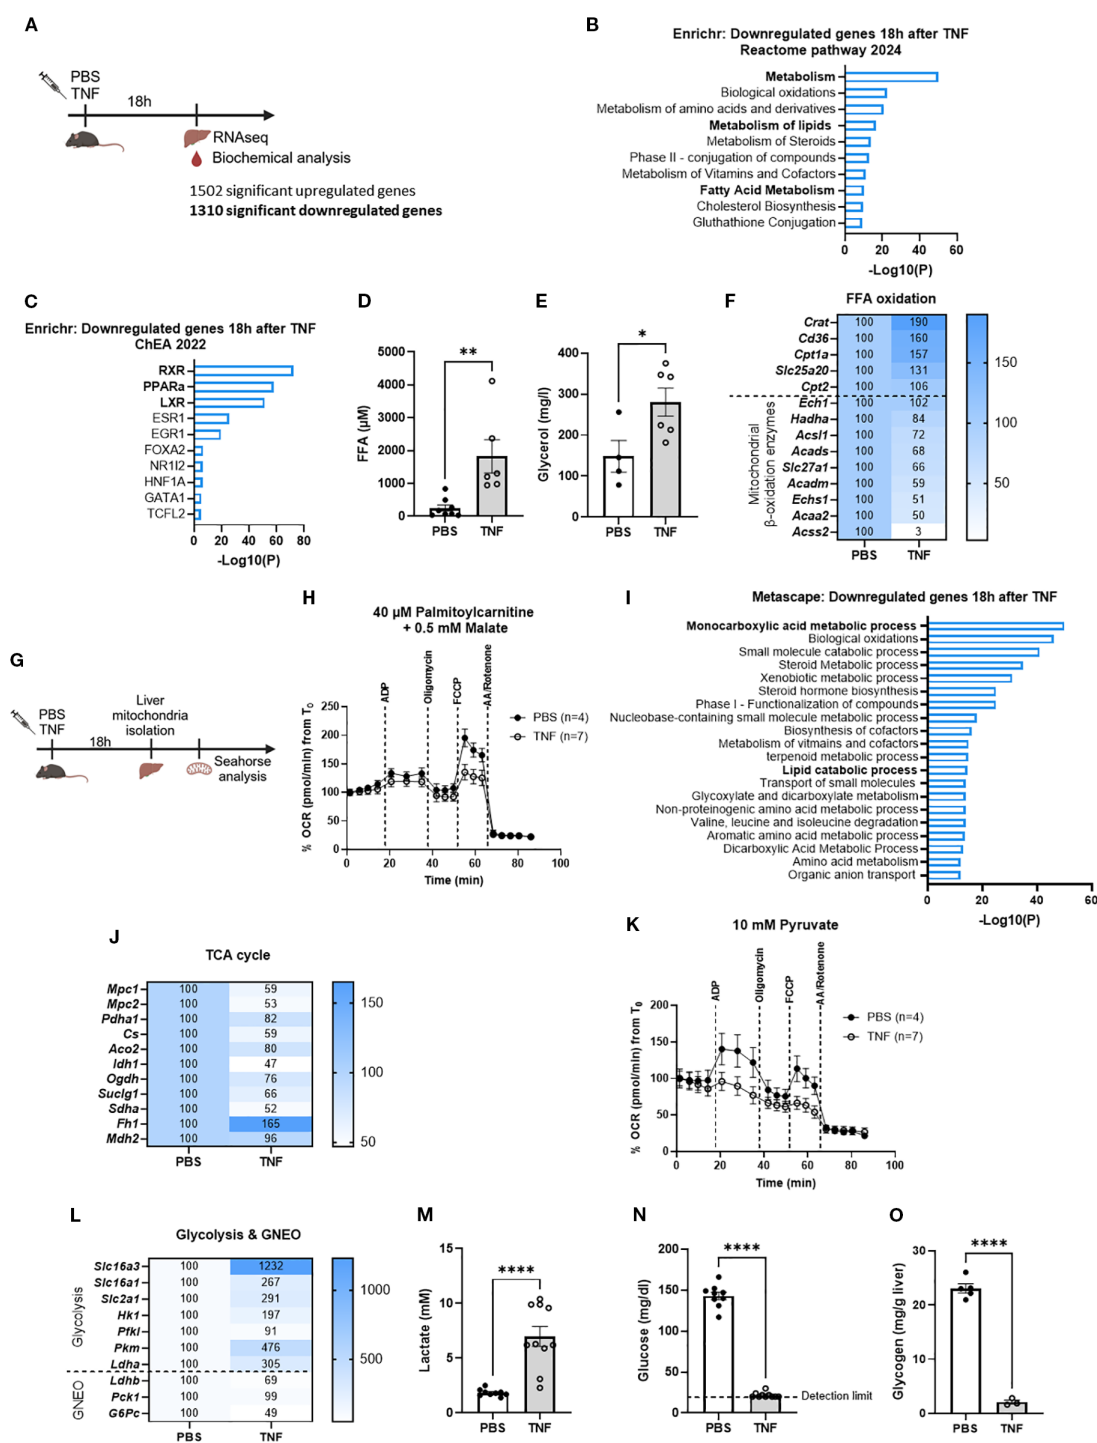 A
PBS
TNF
18h
RNAseq
Biochemical analysis
1502 significant upregulated genes
1310 significant downregulated genes
B
Enrichr: Downregulated genes 18h after TNF
Reactome pathway 2024
Metabolism
Biological oxidations
Metabolism of amino acids and derivatives
Metabolism of lipids
Metabolism of Steroids
Phase II - conjugation of compounds
Metabolism of Vitamins and Cofactors
Fatty Acid Metabolism
Cholesterol Biosynthesis
Gluthathione Conjugation
0 20 40 60
-Log10(P)
C
Enrichr: Downregulated genes 18h after TNF
ChEA 2022
RXR
PPARa
LXR
ESR1
EGR1
FOXA2
NR1I2
HNF1A
GATA1
TCFL2
0 20 40 60 80
-Log10(P)
D
FFA (µM)
5000
4000
3000
2000
1000
0
**
PBS TNF
E
Glycerol (mg/l)
400
300
200
100
0
*
PBS TNF
F
FFA oxidation
Crat 100 190
Cd36 100 160
Cpt1a 100 157
Slc25a20 100 131
Cpt2 100 106
Ech1 100 102
Hadha 100 84
Acsl1 100 72
Acads 100 68
Slc27a1 100 66
Acadm 100 59
Echs1 100 51
Acaa2 100 50
Acss2 100 3
Mitochondrial
β-oxidation enzymes
PBS TNF
150
100
50
G
PBS
TNF
18h
Liver
mitochondria
isolation
Seahorse
analysis
H
40 µM Palmitoylcarnitine
+ 0.5 mM Malate
ADP
Oligomycin
FCCP
AA/Rotenone
% OCR (pmol/min) from T0
250
200
150
100
50
0
PBS (n=4)
TNF (n=7)
0 20 40 60 80 100
Time (min)
I
Metascape: Downregulated genes 18h after TNF
Monocarboxylic acid metabolic process
Biological oxidations
Small molecule catabolic process
Steroid Metabolic process
Xenobiotic metabolic process
Steroid hormone biosynthesis
Phase I - Functionalization of compounds
Nucleobase-containing small molecule metabolic process
Biosynthesis of cofactors
Metabolism of vitmains and cofactors
terpenoid metabolic process
Lipid catabolic process
Transport of small molecules
Glycoxylate and dicarboxylate metabolism
Non-proteinogenic amino acid metabolic process
Valine, leucine and isoleucine degradation
Aromatic amino acid metabolic process
Dicarboxylic Acid Metabolic Process
Amino acid metabolism
Organic anion transport
0 20 40 60
-Log10(P)
J
TCA cycle
Mpc1 100 59
Mpc2 100 53
Pdha1 100 82
Cs 100 59
Aco2 100 80
Idh1 100 47
Ogdh 100 76
Suclg1 100 66
Sdha 100 52
Fh1 100 165
Mdh2 100 96
PBS TNF
150
100
50
K
10 mM Pyruvate
ADP
Oligomycin
FCCP
AA/Rotenone
% OCR (pmol/min) from T0
200
150
100
50
0
PBS (n=4)
TNF (n=7)
0 20 40 60 80 100
Time (min)
L
Glycolysis & GNEO
Glycolysis
GNEO
Slc16a3 100 1232
Slc16a1 100 267
Slc2a1 100 291
Hk1 100 197
Pfkl 100 91
Pkm 100 476
Ldha 100 305
Ldhb 100 69
Pck1 100 99
G6Pc 100 49
PBS TNF
1000
500
M
Lactate (mM)
15
10
5
0
****
PBS TNF
N
Glucose (mg/dl)
200
150
100
50
0
****
Detection limit
PBS TNF
O
Glycogen (mg/g liver)
30
20
10
0
****
PBS TNF